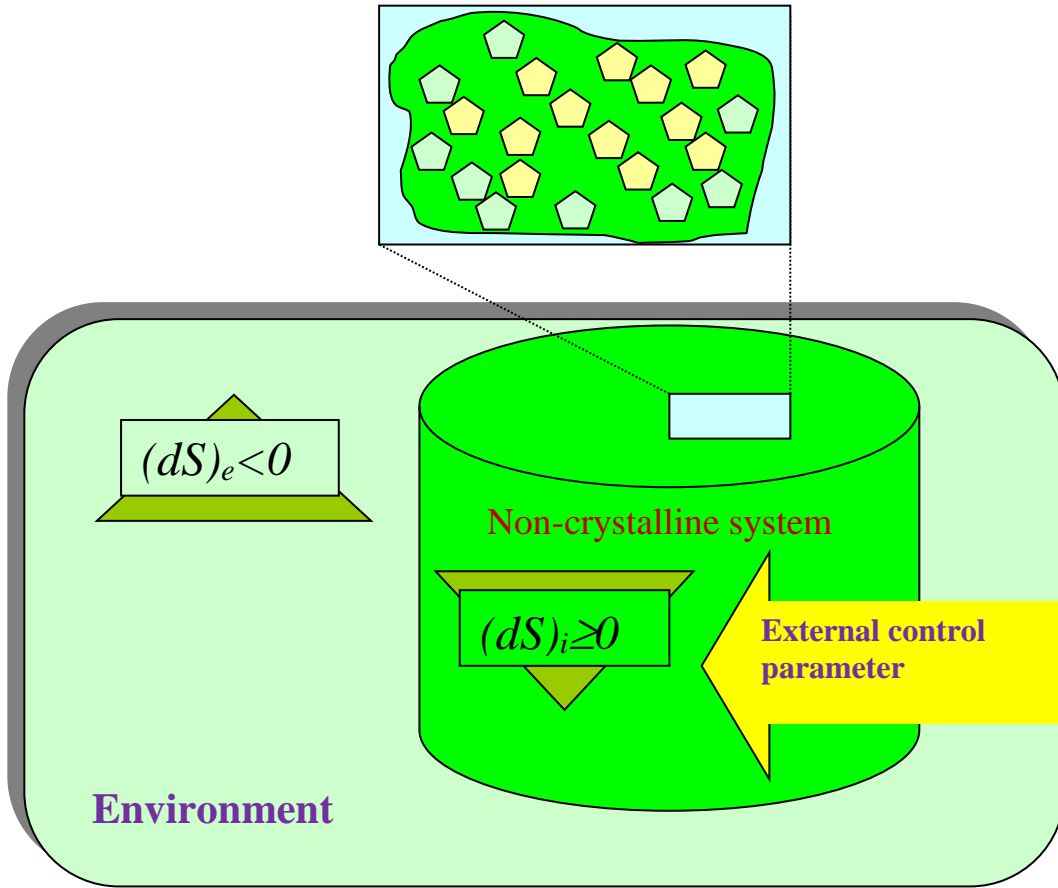 (dS)e<0
Non-crystalline system
(dS)i≥0
External control
parameter
Environment